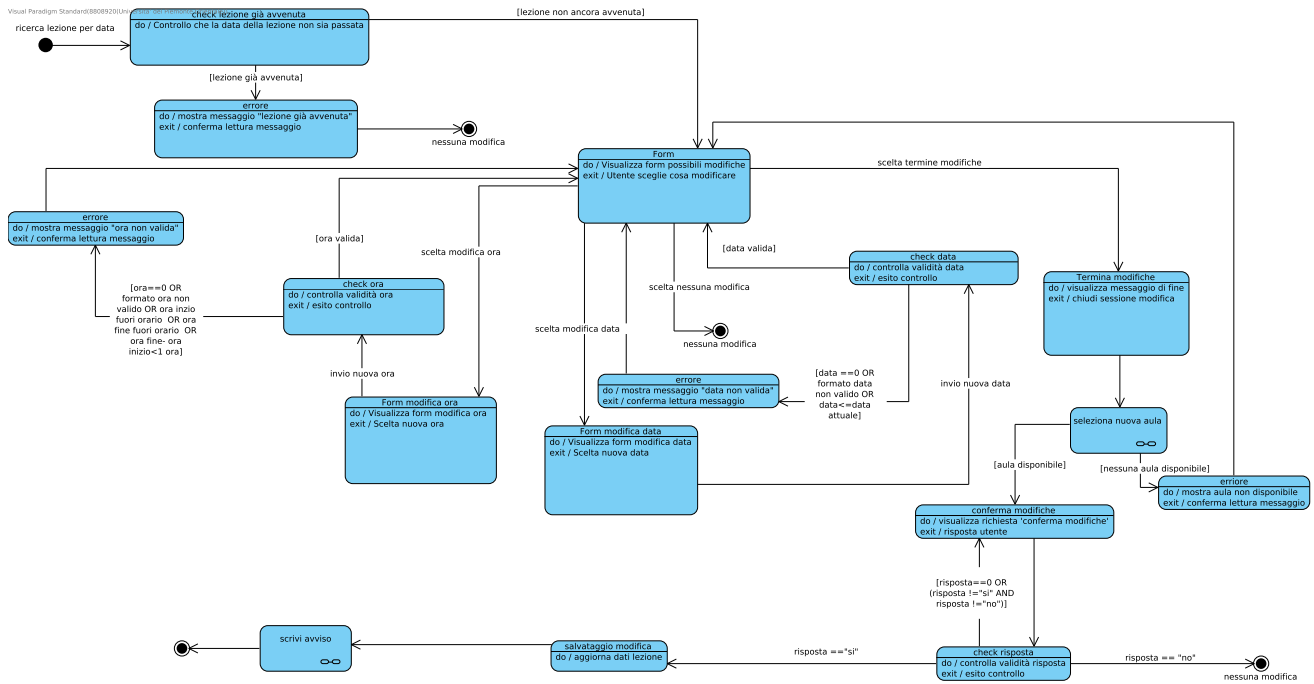 Visual Paradigm Standard(8808920(Università del Piemonte
ricerca lezione per data
check lezione già avvenuta
do / Controllo che la data della lezione non sia passata
[lezione non ancora avvenuta]
[lezione già avvenuta]
errore
do / mostra messaggio "lezione già avvenuta"
exit / conferma lettura messaggio
nessuna modifica
Form
do / Visualizza form possibili modifiche
exit / Utente sceglie cosa modificare
scelta termine modifiche
errore
do / mostra messaggio "ora non valida"
exit / conferma lettura messaggio
[ora valida]
scelta modifica ora
[data valida]
check data
do / controlla validità data
exit / esito controllo
Termina modifiche
do / visualizza messaggio di fine
exit / chiudi sessione modifica
check ora
do / controlla validità ora
exit / esito controllo
[ora==0 OR
formato ora non
valido OR ora inzio
fuori orario OR ora
fine fuori orario OR
ora fine- ora
inizio<1 ora]
scelta nessuna modifica
scelta modifica data
nessuna modifica
invio nuova ora
errore
do / mostra messaggio "data non valida"
exit / conferma lettura messaggio
[data ==0 OR
formato data
non valido OR
data<=data
attuale]
invio nuova data
Form modifica ora
do / Visualizza form modifica ora
exit / Scelta nuova ora
Form modifica data
do / Visualizza form modifica data
exit / Scelta nuova data
seleziona nuova aula
[aula disponibile]
[nessuna aula disponibile]
erriore
do / mostra aula non disponibile
exit / conferma lettura messaggio
conferma modifiche
do / visualizza richiesta 'conferma modifiche'
exit / risposta utente
[risposta==0 OR
(risposta !="si" AND
risposta !="no")]
scrivi avviso
salvataggio modifica
do / aggiorna dati lezione
risposta =="si"
check risposta
do / controlla validità risposta
exit / esito controllo
risposta == "no"
nessuna modifica